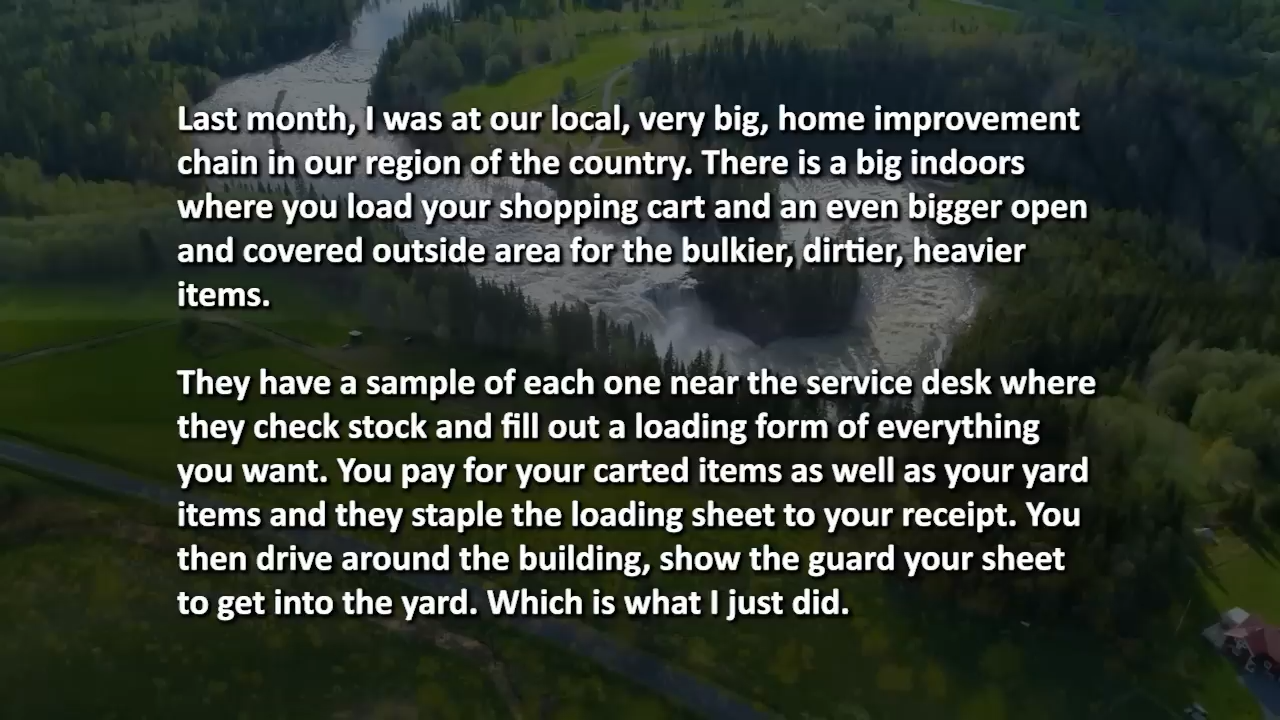 Last month, I was at our local, very big, home improvement
chain in our region of the country. There is a big indoors
where you load your shopping cart and an even bigger open
and covered outside area for the bulkier, dirtier, heavier
items.
They have a sample of each one near the service desk where
they check stock and fill out a loading form of everything
you want. You pay for your carted items as well as your yard
items and they staple the loading sheet to your receipt. You
then drive around the building, show the guard your sheet
to get into the yard. Which is what I just did.